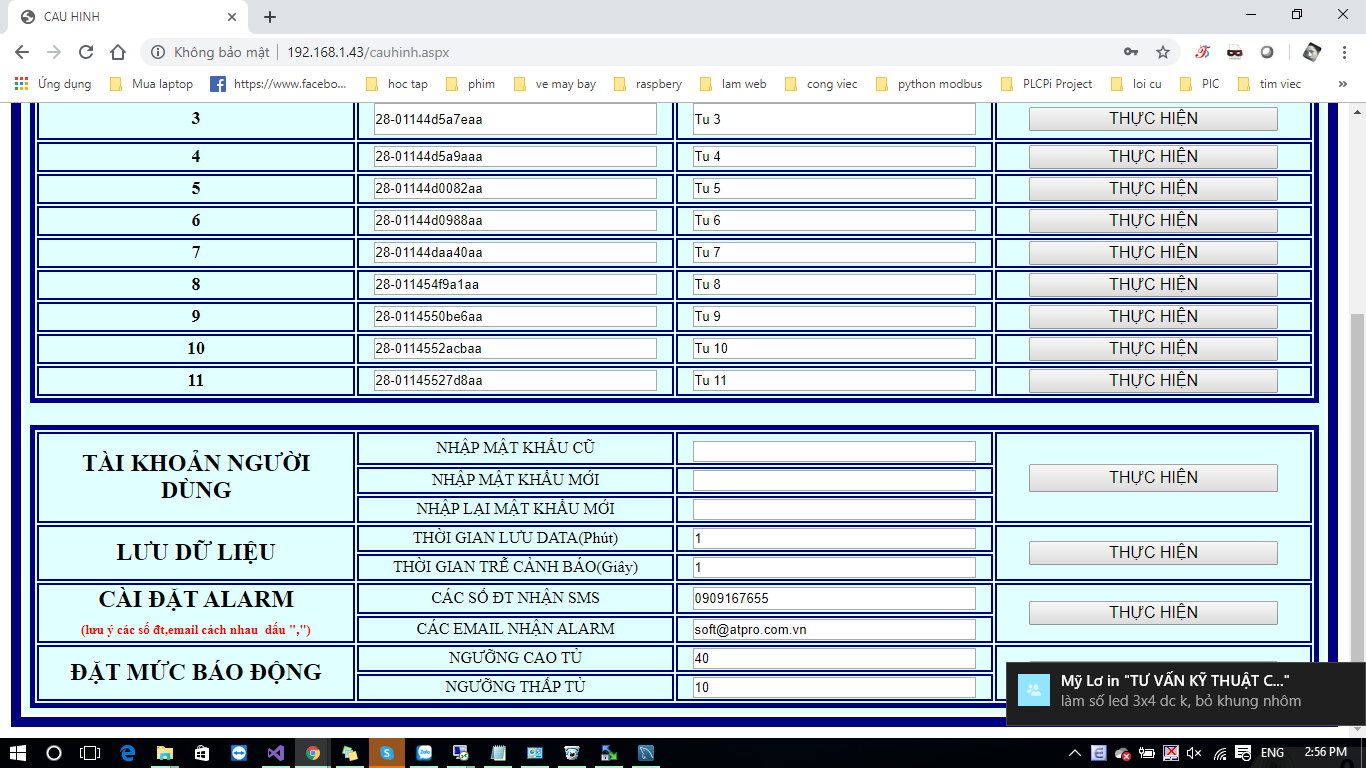 CAU HINH
Không bảo mật 192.168.1.43/cauhinh.aspx
Ứng dụng Mua laptop https://www.facebo... hoc tap phim ve may bay raspbery lam web cong viec python modbus PLCPi Project loi cu PIC tim viec »
3 28-01144d5a7eaa Tu 3 THỰC HIỆN
4 28-01144d5a9aaa Tu 4 THỰC HIỆN
5 28-01144d0082aa Tu 5 THỰC HIỆN
6 28-01144d0988aa Tu 6 THỰC HIỆN
7 28-01144daa40aa Tu 7 THỰC HIỆN
8 28-011454f9a1aa Tu 8 THỰC HIỆN
9 28-0114550be6aa Tu 9 THỰC HIỆN
10 28-0114552acbaa Tu 10 THỰC HIỆN
11 28-01145527d8aa Tu 11 THỰC HIỆN
TÀI KHOẢN NGƯỜI
DÙNG
NHẬP MẬT KHẨU CŨ
NHẬP MẬT KHẨU MỚI
NHẬP LẠI MẬT KHẨU MỚI
THỰC HIỆN
LƯU DỮ LIỆU
THỜI GIAN LƯU DATA(Phút) 1
THỜI GIAN TRỄ CẢNH BÁO(Giây) 1
THỰC HIỆN
CÀI ĐẶT ALARM
(lưu ý các số đt,email cách nhau dấu ",")
CÁC SỐ ĐT NHẬN SMS 0909167655
CÁC EMAIL NHẬN ALARM soft@atpro.com.vn
THỰC HIỆN
ĐẶT MỨC BÁO ĐỘNG
NGƯỠNG CAO TỦ 40
NGƯỠNG THẤP TỦ 10
Mỹ Lơ in "TƯ VẤN KỸ THUẬT C..."
làm số led 3x4 dc k, bỏ khung nhôm
ENG 2:56 PM